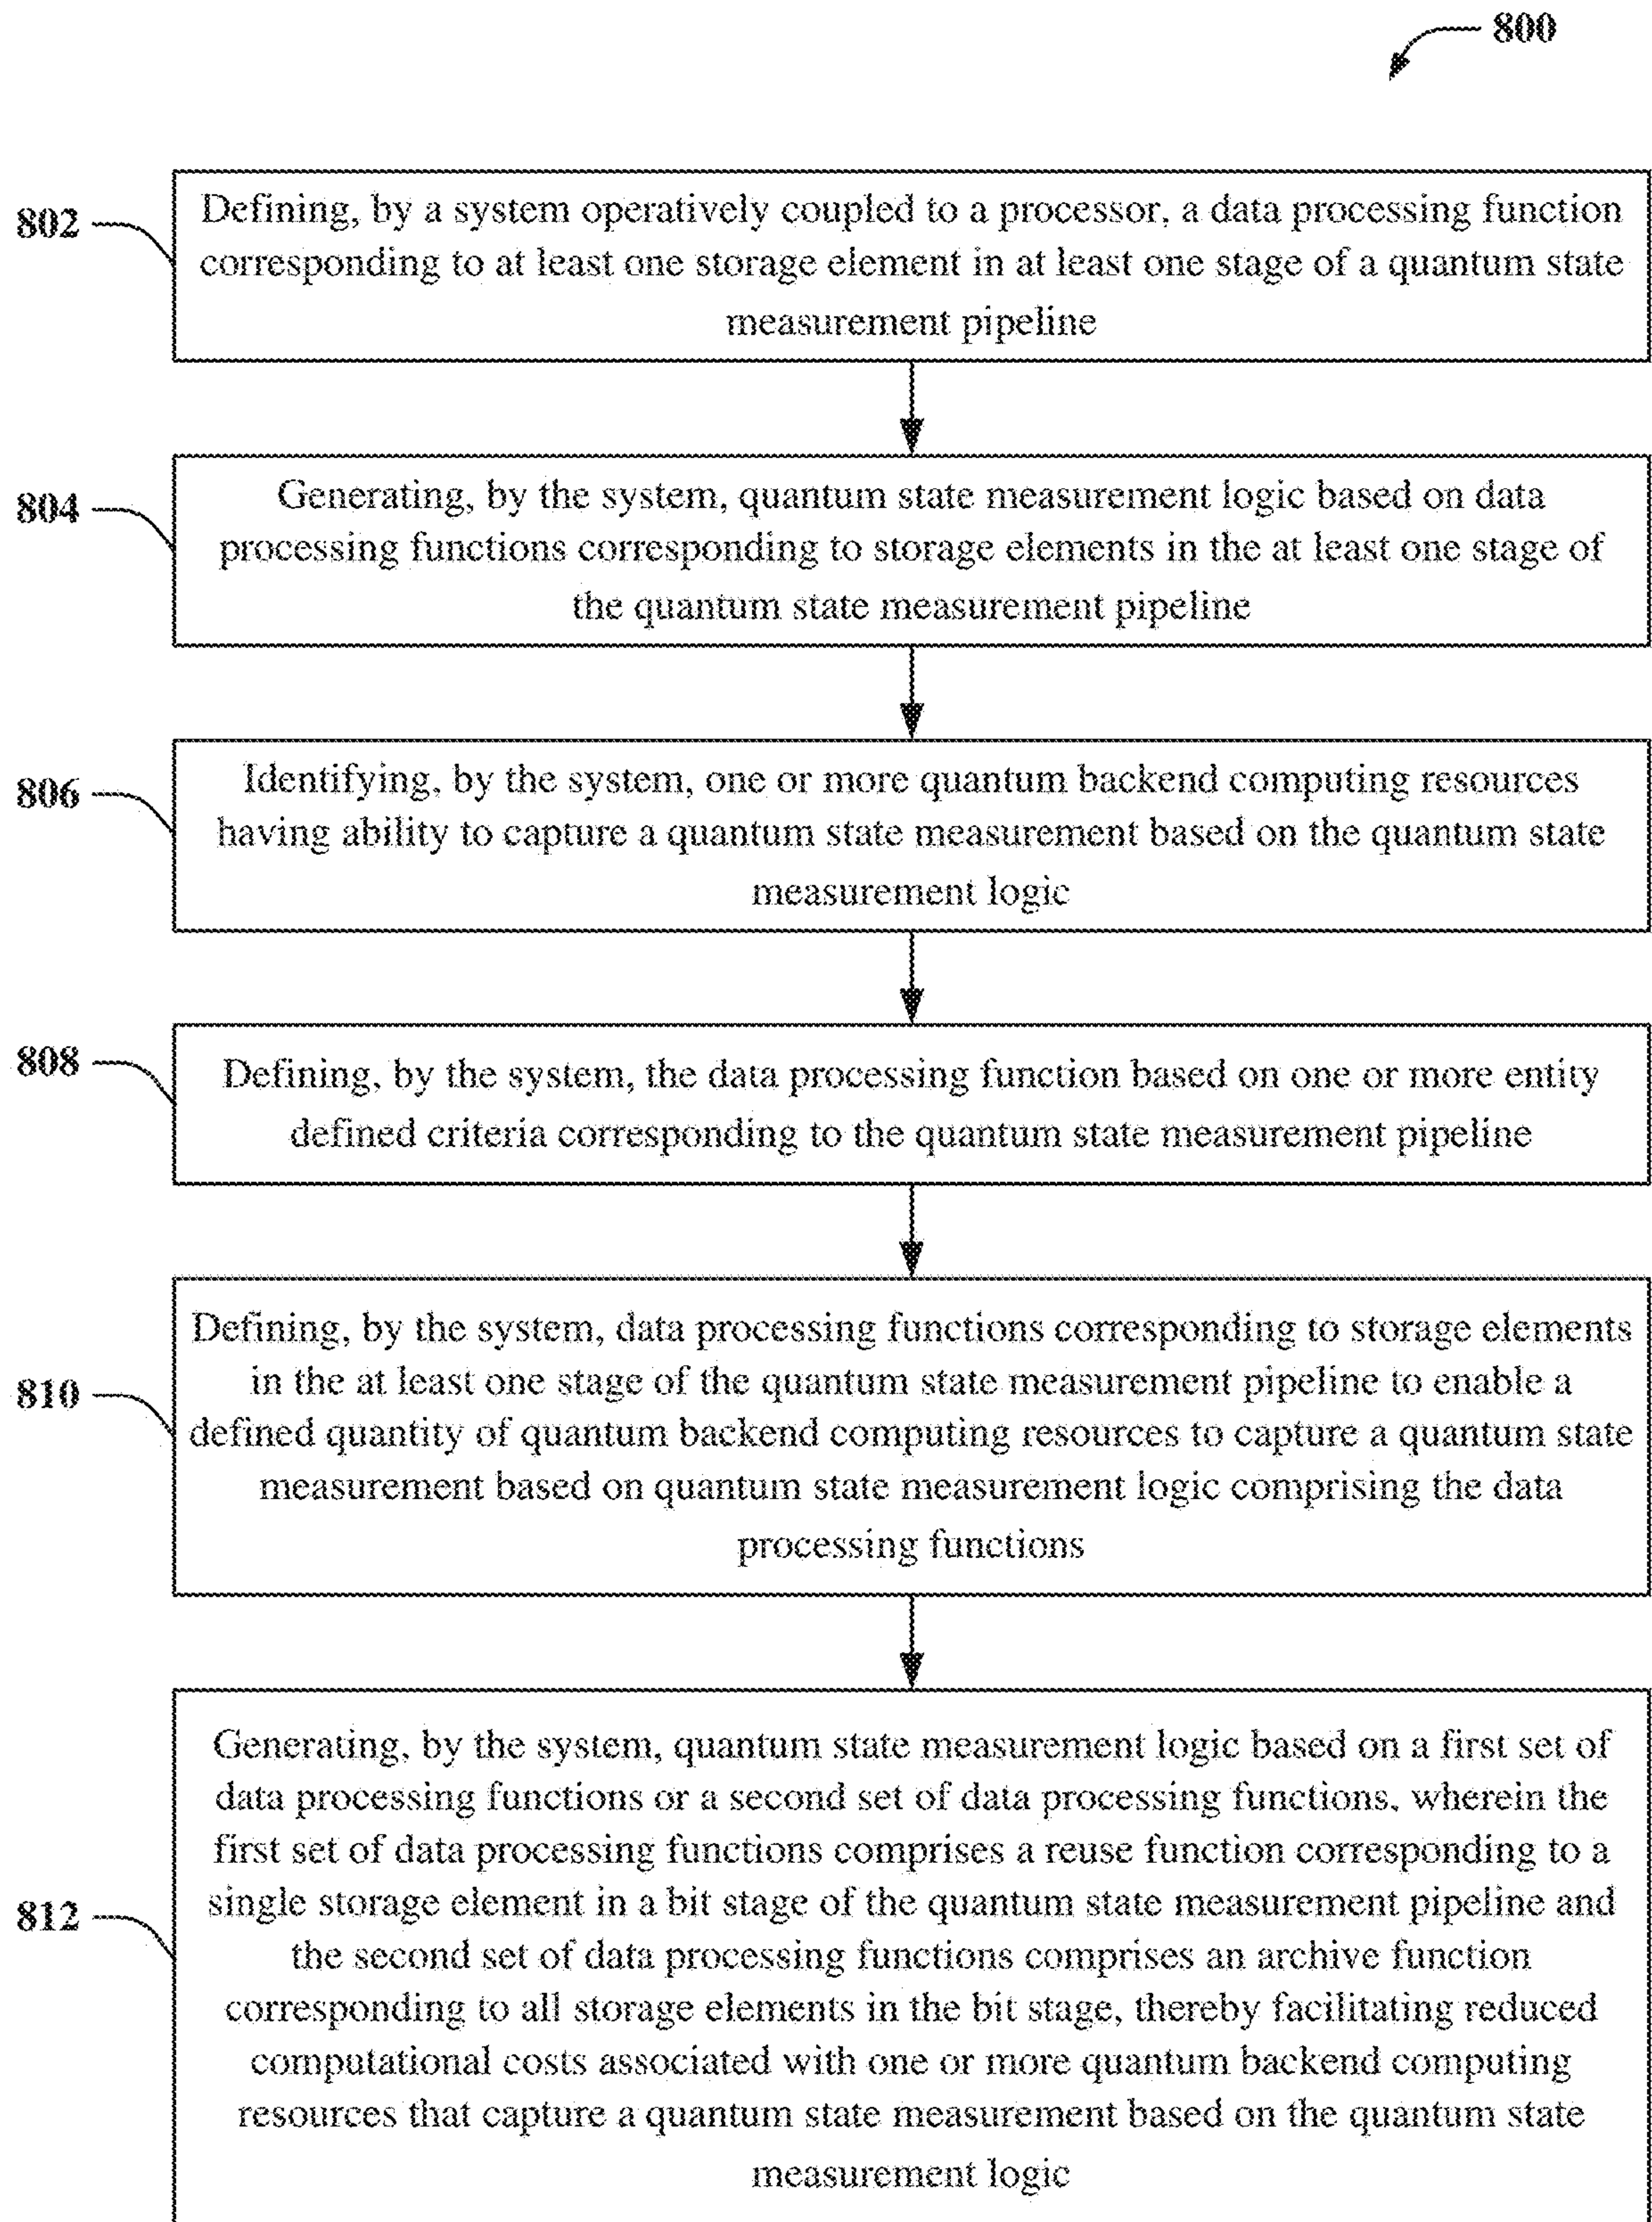 800
802
Defining, by a system operatively coupled to a processor, a data processing function
corresponding to at least one storage element in at least one stage of a quantum state
measurement pipeline
804
Generating, by the system, quantum state measurement logic based on data
processing functions corresponding to storage elements in the at least one stage of
the quantum state measurement pipeline
806
Identifying, by the system, one or more quantum backend computing resources
having ability to capture a quantum state measurement based on the quantum state
measurement logic
808
Defining, by the system, the data processing function based on one or more entity
defined criteria corresponding to the quantum state measurement pipeline
810
Defining, by the system, data processing functions corresponding to storage elements
in the at least one stage of the quantum state measurement pipeline to enable a
defined quantity of quantum backend computing resources to capture a quantum state
measurement based on quantum state measurement logic comprising the data
processing functions
812
Generating, by the system, quantum state measurement logic based on a first set of
data processing functions or a second set of data processing functions, wherein the
first set of data processing functions comprises a reuse function corresponding to a
single storage element in a bit stage of the quantum state measurement pipeline and
the second set of data processing functions comprises an archive function
corresponding to all storage elements in the bit stage, thereby facilitating reduced
computational costs associated with one or more quantum backend computing
resources that capture a quantum state measurement based on the quantum state
measurement logic